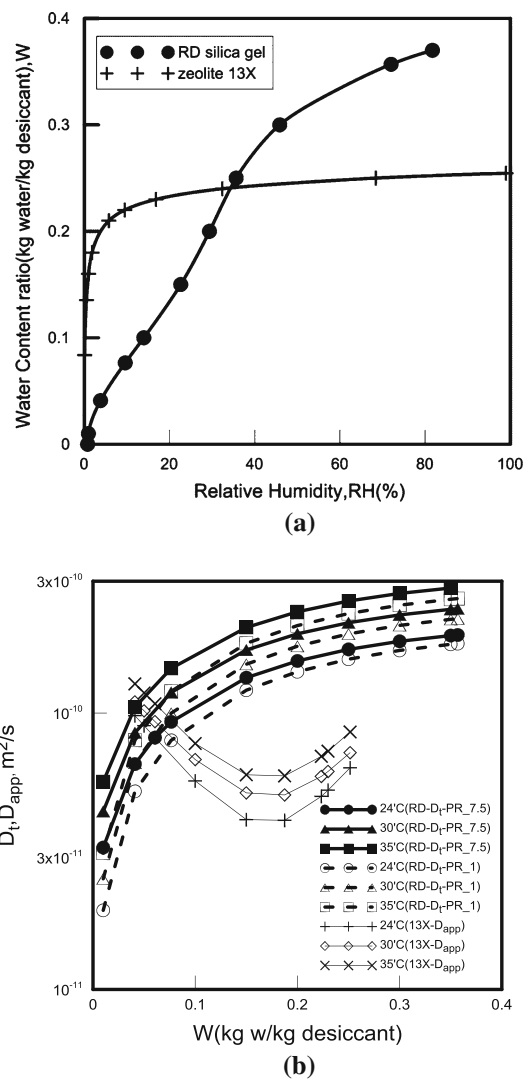 0.4
RD silica gel
zeolite 13X
0.3
0.2
0.1
0
Water Content ratio(kg water/kg desiccant),W
0 20 40 60 80 100
Relative Humidity,RH(%)
(a)
3x10-10
10-10
3x10-11
10-11
Dt,Dapp, m2/s
24'C(RD-Dt-PR_7.5)
30'C(RD-Dt-PR_7.5)
35'C(RD-Dt-PR_7.5)
24'C(RD-Dt-PR_1)
30'C(RD-Dt-PR_1)
35'C(RD-Dt-PR_1)
24'C(13X-Dapp)
30'C(13X-Dapp)
35'C(13X-Dapp)
0 0.1 0.2 0.3 0.4
W(kg w/kg desiccant)
(b)